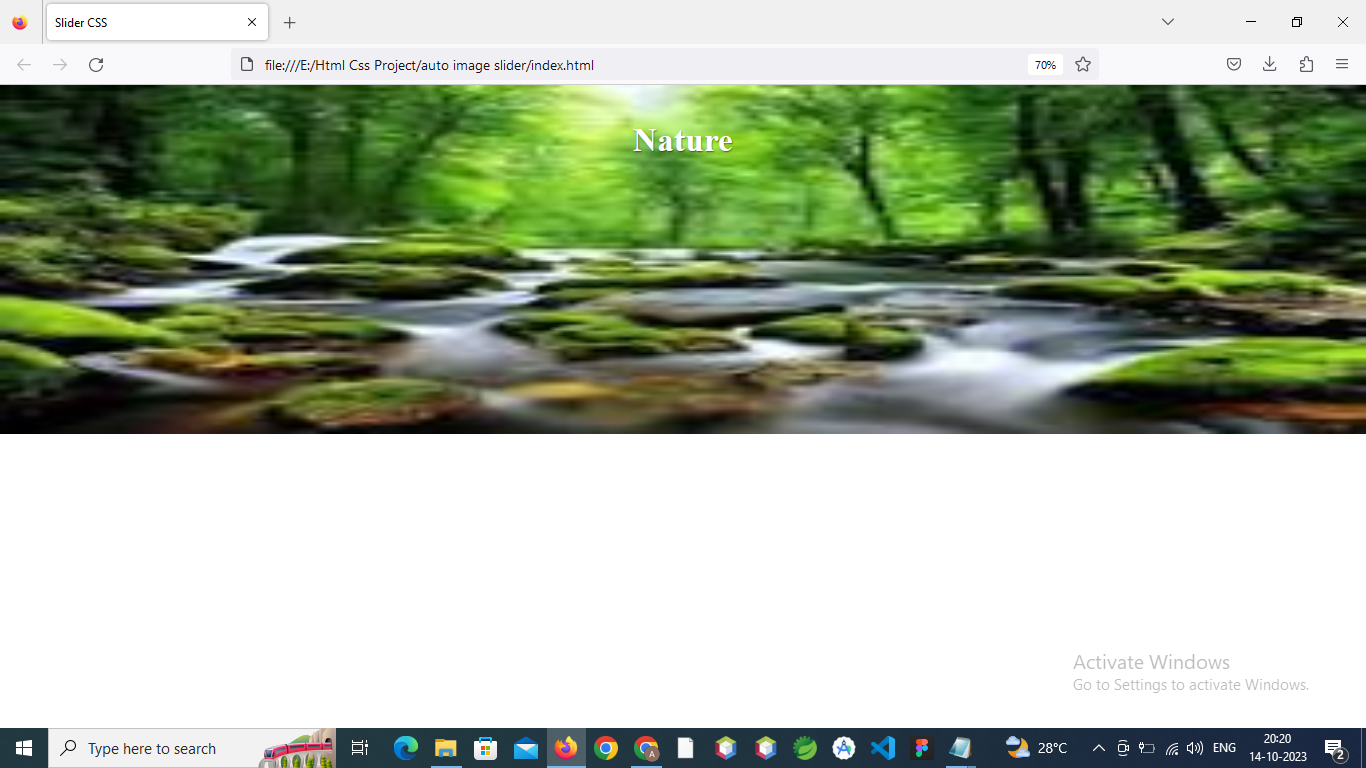 Slider CSS
file:///E:/Html Css Project/auto image slider/index.html
70%
Nature
Activate Windows
Go to Settings to activate Windows.
Type here to search
A
28°C
ENG
20:20
14-10-2023
2